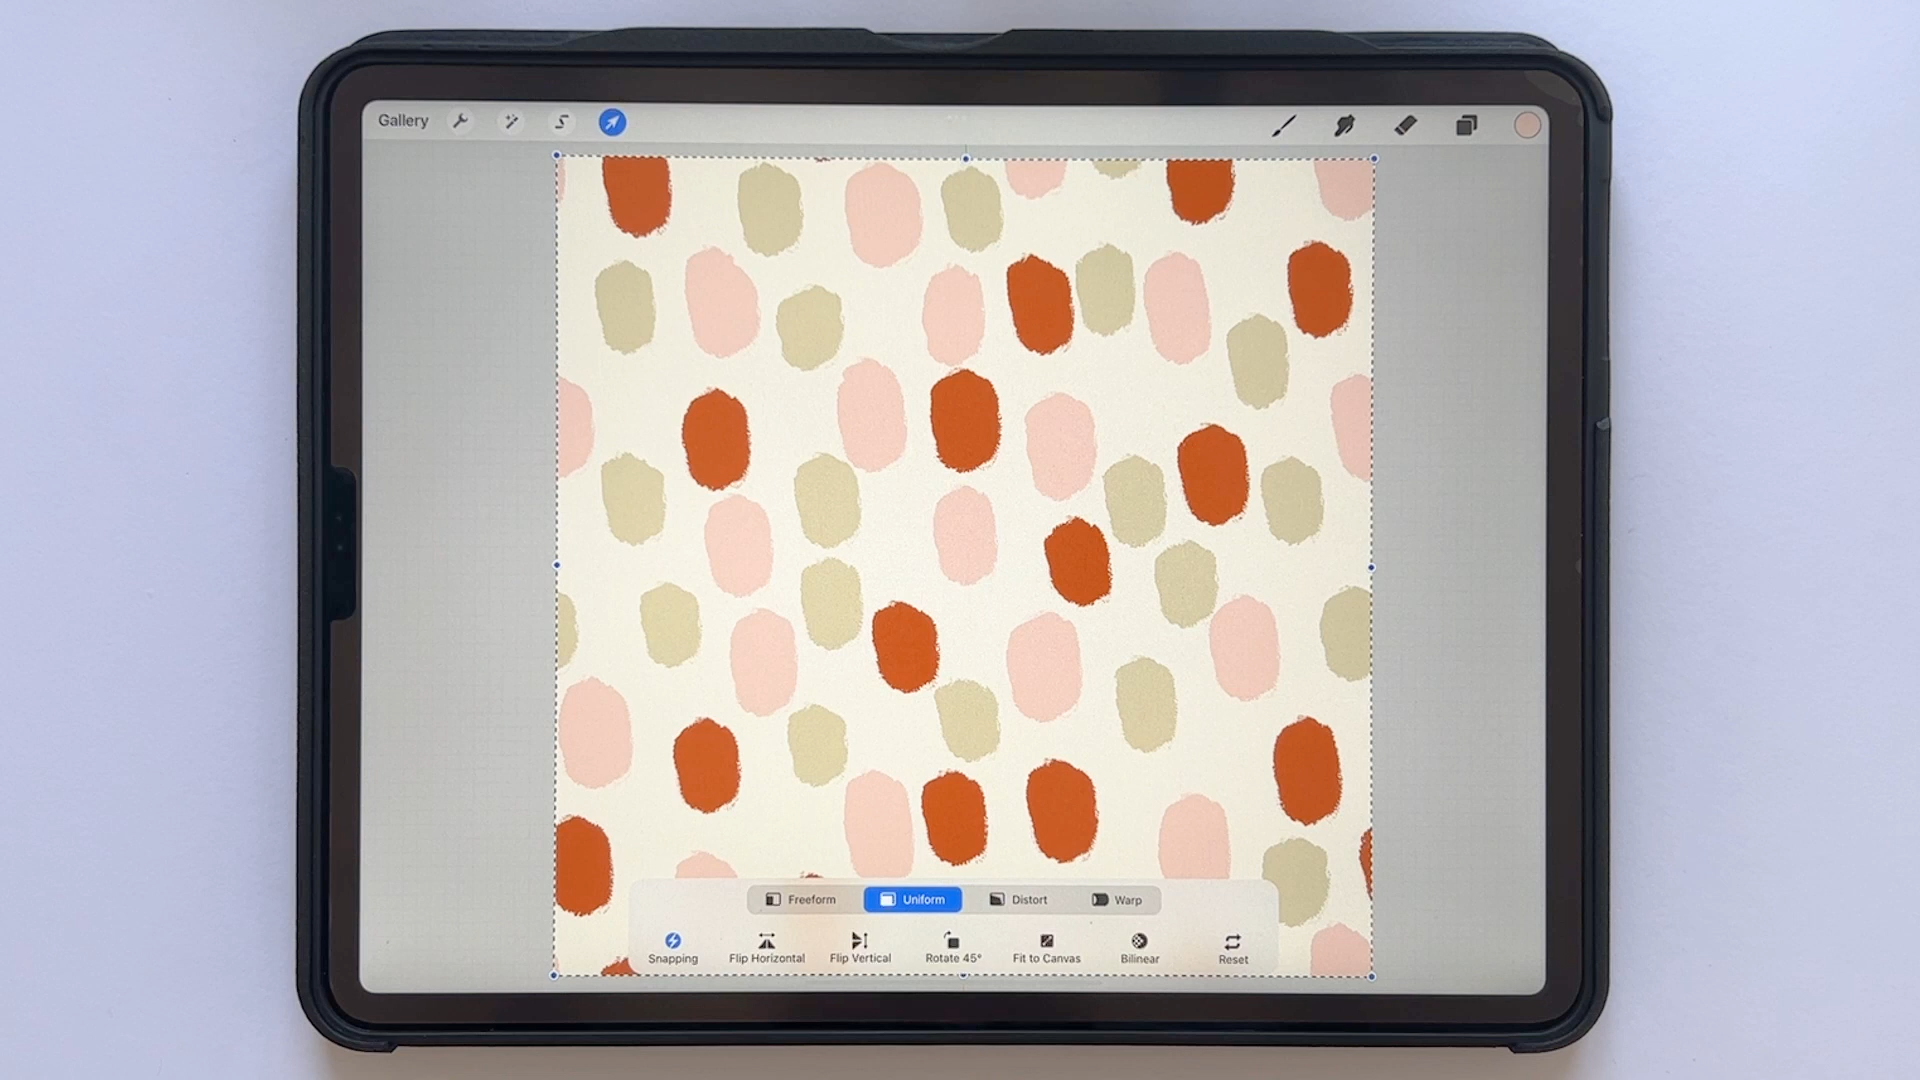 Gallery
Freeform Uniform Distort Warp
Snapping Flip Horizontal Flip Vertical Rotate 45° Fit to Canvas Bilinear Reset